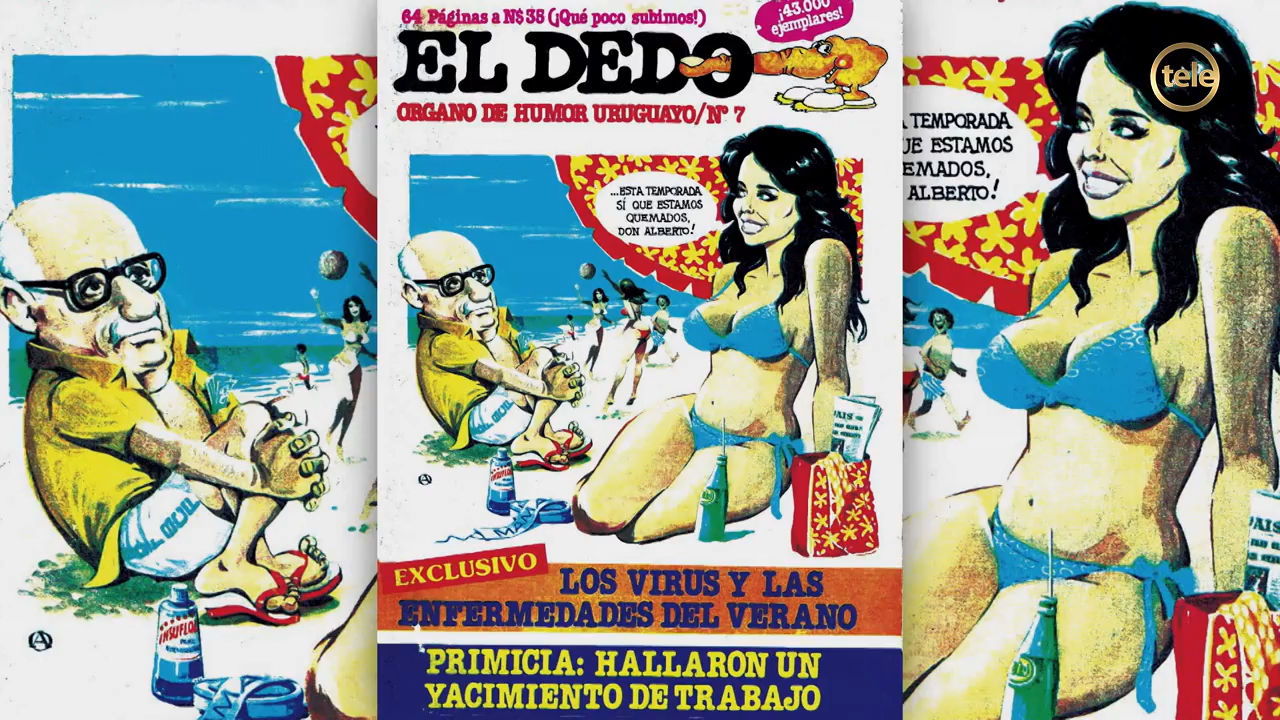 64 Páginas a N$ 35 (¡Qué poco subimos!)
¡43.000
ejemplares!
EL DEDO
ORGANO DE HUMOR URUGUAYO/Nº 7
...ESTA TEMPORADA
SÍ QUE ESTAMOS
QUEMADOS,
DON ALBERTO!
INSUFLOL
EXCLUSIVO
LOS VIRUS Y LAS
ENFERMEDADES DEL VERANO
PRIMICIA: HALLARON UN
YACIMIENTO DE TRABAJO
INSUFLOL
tele
TEMPORADA
ESTAMOS
ALBERTO!